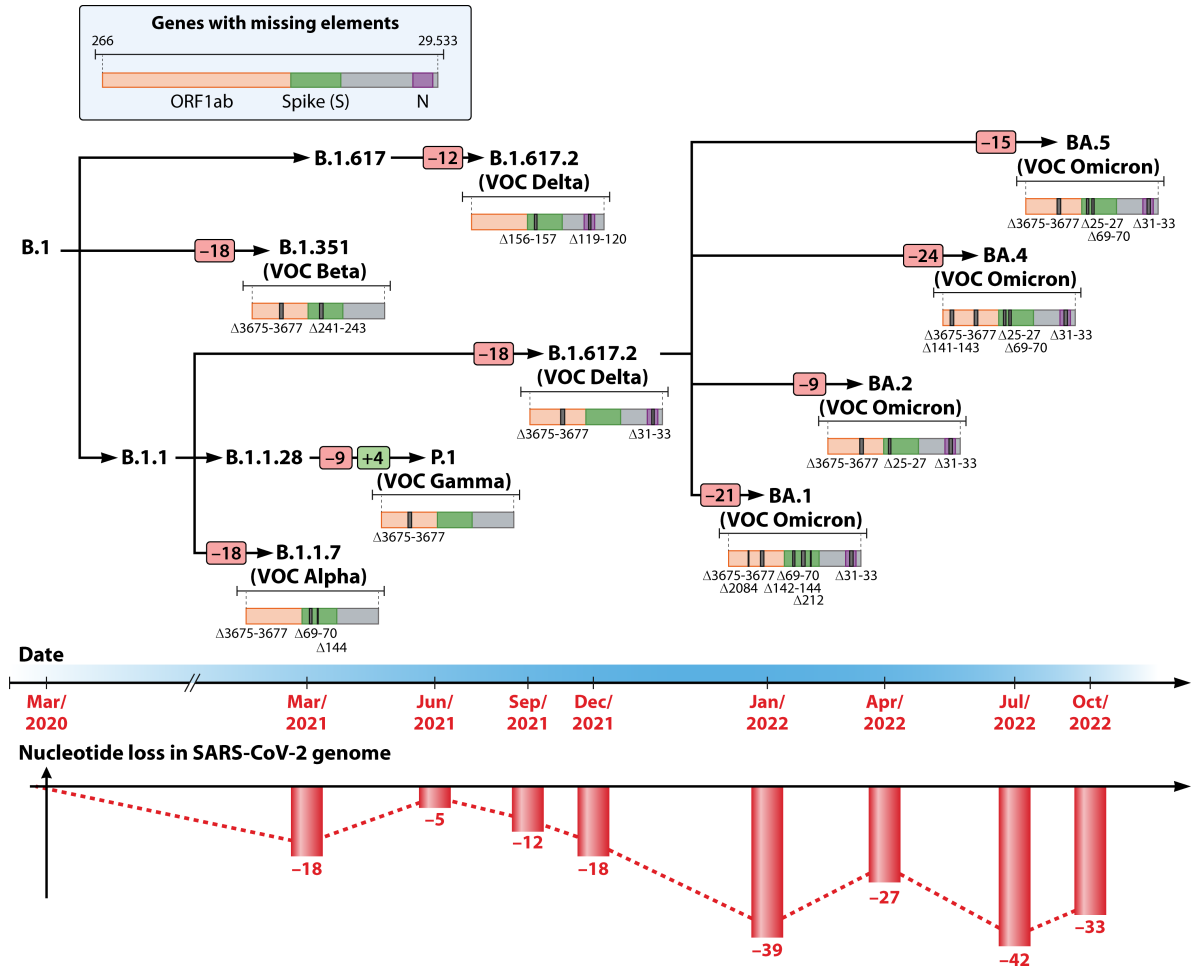 Genes with missing elements
266 29.533
ORF1ab Spike (S) N
B.1
B.1.617
–12
B.1.617.2
(VOC Delta)
Δ156-157 Δ119-120
–18
B.1.351
(VOC Beta)
Δ3675-3677 Δ241-243
–18
B.1.617.2
(VOC Delta)
Δ3675-3677 Δ31-33
B.1.1
B.1.1.28
–9
+4
P.1
(VOC Gamma)
Δ3675-3677
–18
B.1.1.7
(VOC Alpha)
Δ3675-3677 Δ69-70
Δ144
–15
BA.5
(VOC Omicron)
Δ3675-3677 Δ25-27 Δ31-33
Δ69-70
–24
BA.4
(VOC Omicron)
Δ3675-3677 Δ25-27 Δ31-33
Δ141-143 Δ69-70
–9
BA.2
(VOC Omicron)
Δ3675-3677 Δ25-27 Δ31-33
–21
BA.1
(VOC Omicron)
Δ3675-3677 Δ69-70 Δ31-33
Δ2084 Δ142-144
Δ212
Date
Mar/ Mar/ Jun/ Sep/ Dec/ Jan/ Apr/ Jul/ Oct/
2020 2021 2021 2021 2021 2022 2022 2022 2022
Nucleotide loss in SARS-CoV-2 genome
–18
–5
–12
–18
–39
–27
–42
–33